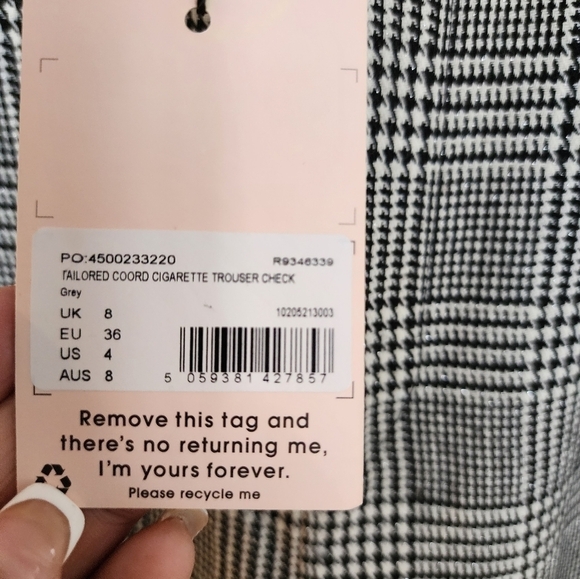 PO:4500233220 R9346339
TAILORED COORD CIGARETTE TROUSER CHECK
Grey
UK 8 10205213003
EU 36
US 4
AUS 8 5 059381 427857
Remove this tag and
there's no returning me,
I'm yours forever.
Please recycle me